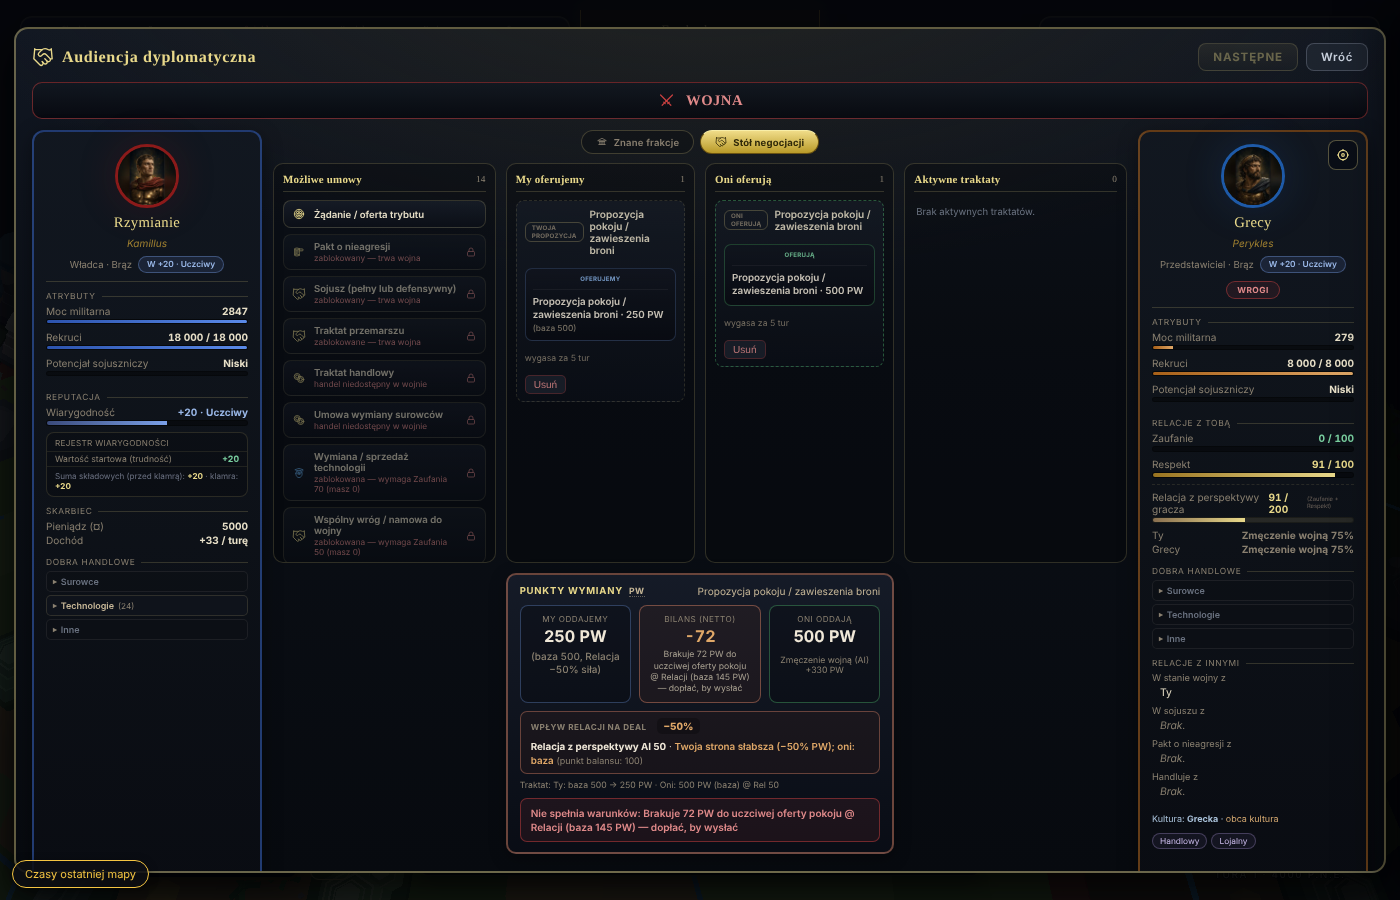 Audiencja dyplomatyczna
NASTĘPNE
Wróć
WOJNA
Rzymianie
Kamillus
Władca · Brąz
W +20 · Uczciwy
ATRYBUTY
Moc militarna 2847
Rekruci 18 000 / 18 000
Potencjał sojuszniczy Niski
REPUTACJA
Wiarygodność +20 · Uczciwy
REJESTR WIARYGODNOŚCI
Wartość startowa (trudność) +20
Suma składowych (przed klamrą): +20 · klamra:
+20
SKARBIEC
Pieniądz (¤) 5000
Dochód +33 / turę
DOBRA HANDLOWE
▸ Surowce
▸ Technologie (24)
▸ Inne
Znane frakcje
Stół negocjacji
Możliwe umowy 14
Żądanie / oferta trybutu
Pakt o nieagresji
zablokowany — trwa wojna
Sojusz (pełny lub defensywny)
zablokowany — trwa wojna
Traktat przemarszu
zablokowane — trwa wojna
Traktat handlowy
handel niedostępny w wojnie
Umowa wymiany surowców
handel niedostępny w wojnie
Wymiana / sprzedaż
technologii
zablokowana — wymaga Zaufania
70 (masz 0)
Wspólny wróg / namowa do
wojny
zablokowana — wymaga Zaufania
50 (masz 0)
My oferujemy 1
TWOJA
PROPOZYCJA
Propozycja
pokoju /
zawieszenia
broni
OFERUJEMY
Propozycja pokoju /
zawieszenia broni · 250 PW
(baza 500)
wygasa za 5 tur
Usuń
Oni oferują 1
ONI
OFERUJĄ
Propozycja pokoju /
zawieszenia broni
OFERUJĄ
Propozycja pokoju /
zawieszenia broni · 500 PW
wygasa za 5 tur
Usuń
Aktywne traktaty 0
Brak aktywnych traktatów.
PUNKTY WYMIANY PW
Propozycja pokoju / zawieszenia broni
MY ODDAJEMY
250 PW
(baza 500, Relacja
−50% siła)
BILANS (NETTO)
-72
Brakuje 72 PW do
uczciwej oferty pokoju
@ Relacji (baza 145 PW)
— dopłać, by wysłać
ONI ODDAJĄ
500 PW
Zmęczenie wojną (AI)
+330 PW
WPŁYW RELACJI NA DEAL −50%
Relacja z perspektywy AI 50 · Twoja strona słabsza (−50% PW); oni:
baza (punkt balansu: 100)
Traktat: Ty: baza 500 → 250 PW · Oni: 500 PW (baza) @ Rel 50
Nie spełnia warunków: Brakuje 72 PW do uczciwej oferty pokoju @
Relacji (baza 145 PW) — dopłać, by wysłać
Grecy
Perykles
Przedstawiciel · Brąz
W +20 · Uczciwy
WROGI
ATRYBUTY
Moc militarna 279
Rekruci 8 000 / 8 000
Potencjał sojuszniczy Niski
RELACJE Z TOBĄ
Zaufanie 0 / 100
Respekt 91 / 100
Relacja z perspektywy
gracza
91 /
200
(Zaufanie +
Respekt)
Ty Zmęczenie wojną 75%
Grecy Zmęczenie wojną 75%
DOBRA HANDLOWE
▸ Surowce
▸ Technologie
▸ Inne
RELACJE Z INNYMI
W stanie wojny z
Ty
W sojuszu z
Brak.
Pakt o nieagresji z
Brak.
Handluje z
Brak.
Kultura: Grecka · obca kultura
Handlowy
Lojalny
Czasy ostatniej mapy